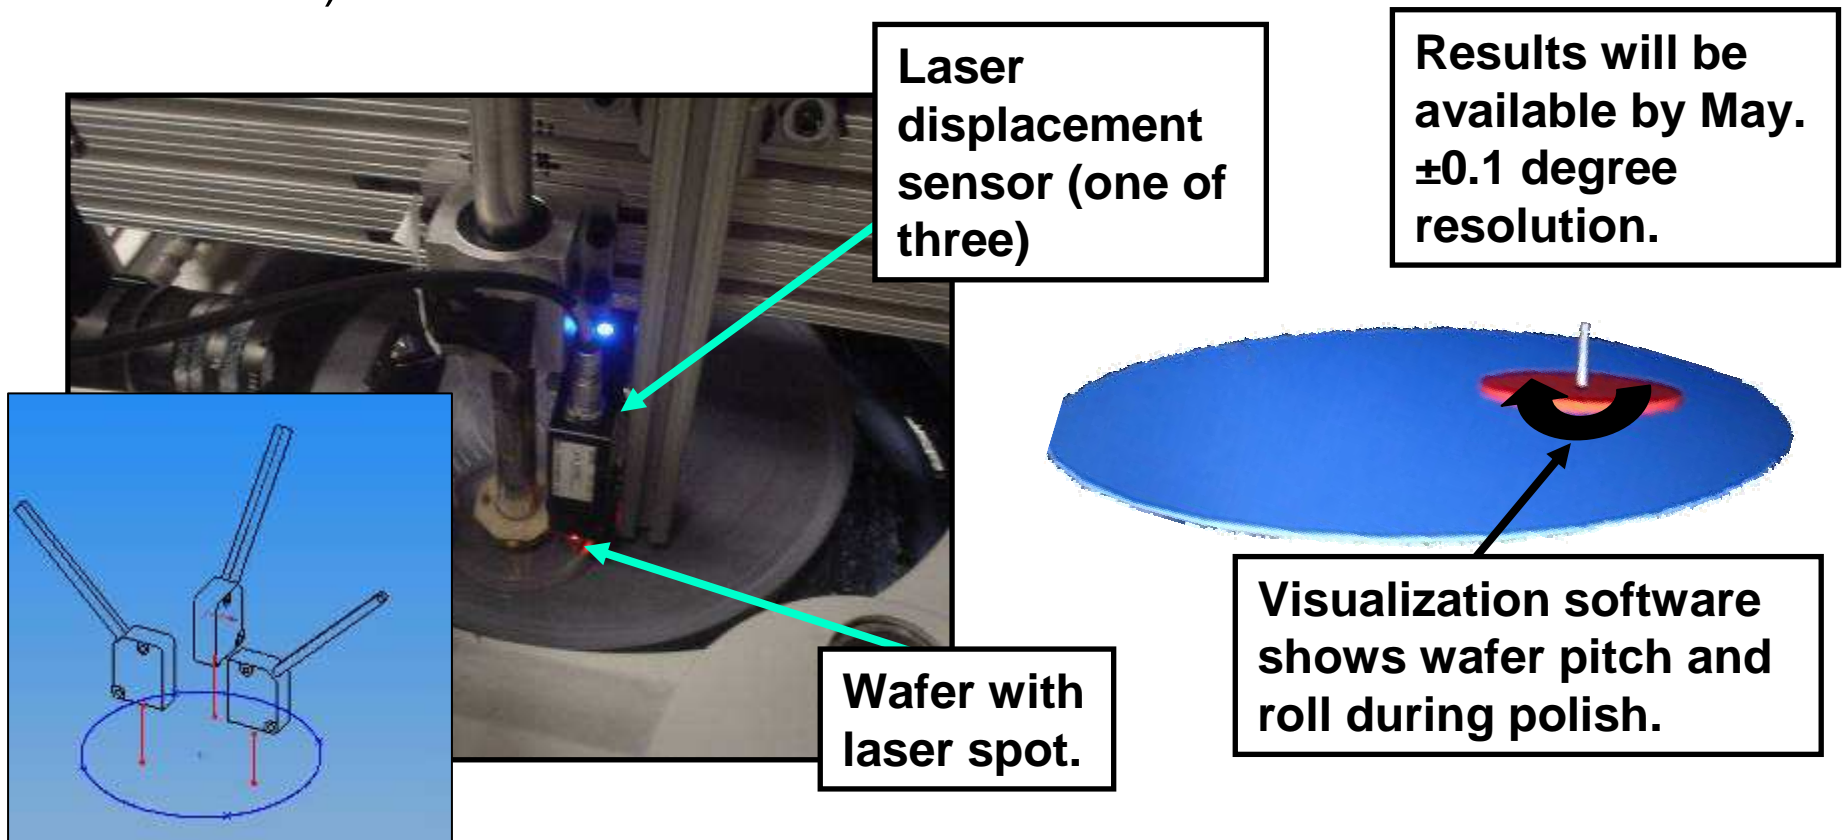 )
Laser
displacement
sensor (one of
three)
Results will be
available by May.
±0.1 degree
resolution.
Wafer with
laser spot.
Visualization software
shows wafer pitch and
roll during polish.